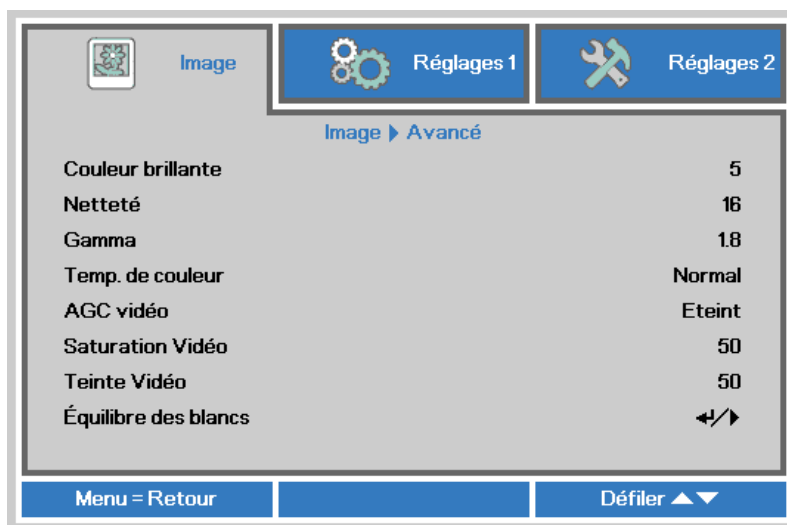 Image Réglages 1 Réglages 2
Image ▶ Avancé
Couleur brillante 5
Netteté 16
Gamma 1.8
Temp. de couleur Normal
AGC vidéo Eteint
Saturation Vidéo 50
Teinte Vidéo 50
Équilibre des blancs ↵/▶
Menu = Retour Défiler ▲▼